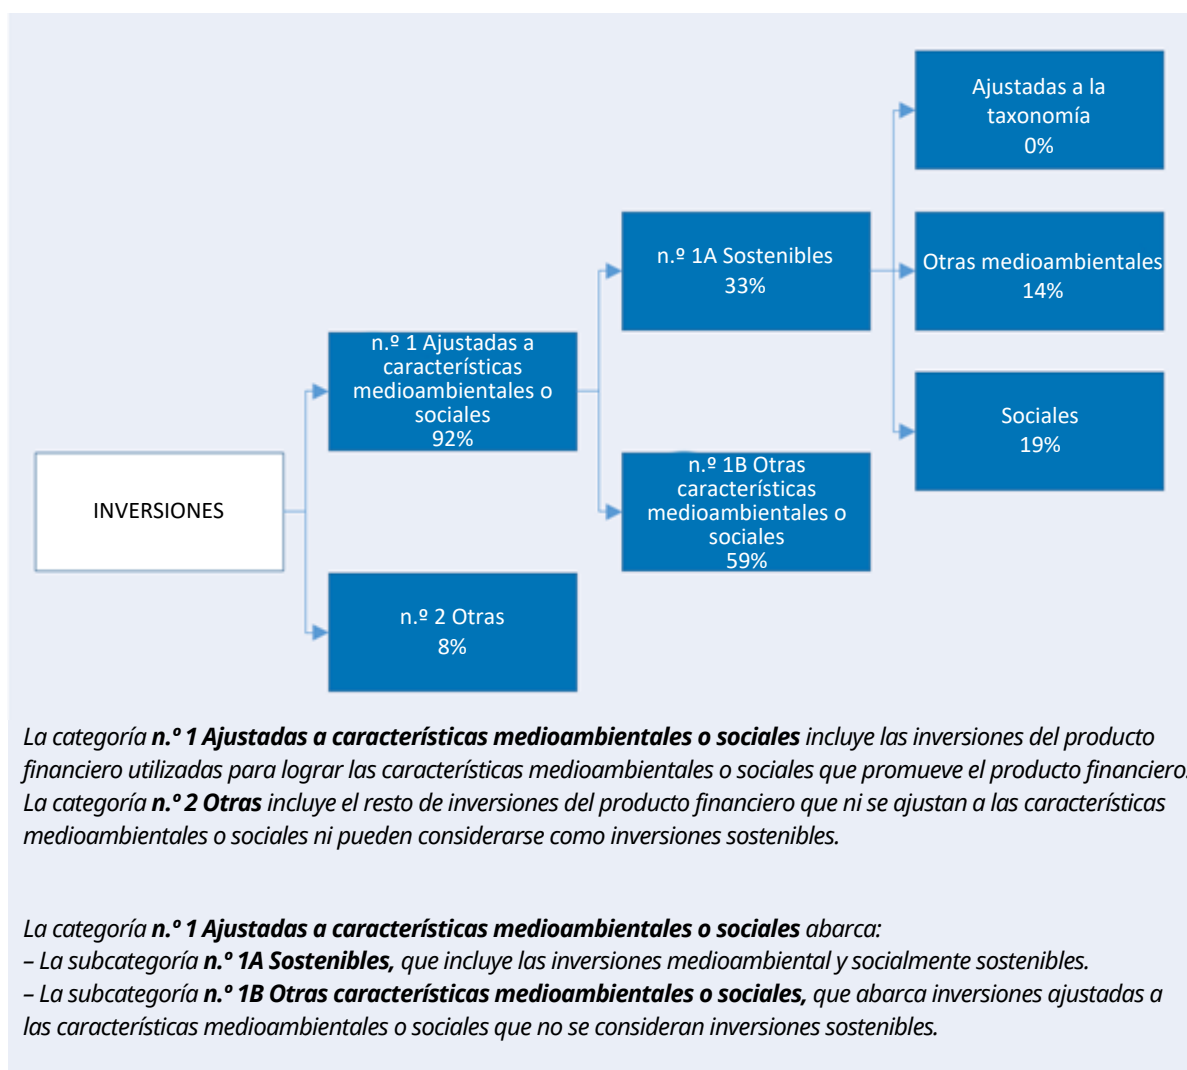 Ajustadas a la
taxonomía
0%
n.º 1A Sostenibles
33%
Otras medioambientales
14%
n.º 1 Ajustadas a
características
medioambientales o
sociales
92%
Sociales
19%
n.º 1B Otras
características
medioambientales o
sociales
59%
INVERSIONES
n.º 2 Otras
8%
La categoría n.º 1 Ajustadas a características medioambientales o sociales incluye las inversiones del producto
financiero utilizadas para lograr las características medioambientales o sociales que promueve el producto financiero.
La categoría n.º 2 Otras incluye el resto de inversiones del producto financiero que ni se ajustan a las características
medioambientales o sociales ni pueden considerarse como inversiones sostenibles.
La categoría n.º 1 Ajustadas a características medioambientales o sociales abarca:
– La subcategoría n.º 1A Sostenibles, que incluye las inversiones medioambiental y socialmente sostenibles.
– La subcategoría n.º 1B Otras características medioambientales o sociales, que abarca inversiones ajustadas a
las características medioambientales o sociales que no se consideran inversiones sostenibles.